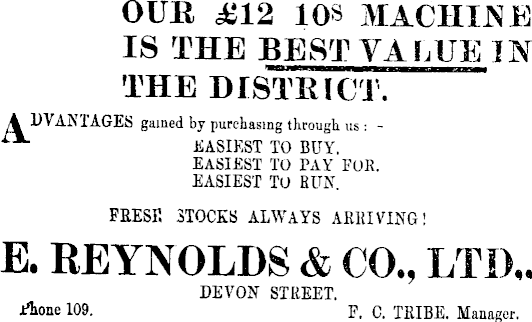 OUR £12 10s MACHINE
IS THE BEST VALUE IN
THE DISTRICT.
ADVANTAGES gained by purchasing through us : -
EASIEST TO BUY.
EASIEST TO PAY FOR.
EASIEST TO RUN.
FRESH STOCKS ALWAYS ARRIVING!
E. REYNOLDS & CO., LTD.,
DEVON STREET.
Phone 109.
F. C. TRIBE, Manager.